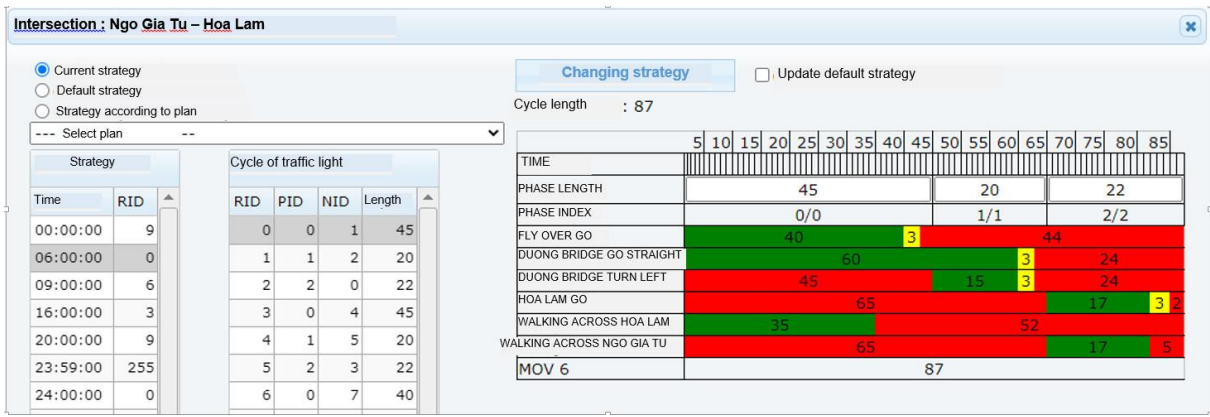 Intersection : Ngo Gia Tu – Hoa Lam
Current strategy
Default strategy
Strategy according to plan
--- Select plan --
Changing strategy
Update default strategy
Cycle length : 87
Strategy
Time RID
00:00:00 9
06:00:00 0
09:00:00 6
16:00:00 3
20:00:00 9
23:59:00 255
24:00:00 0
Cycle of traffic light
RID PID NID Length
0 0 1 45
1 1 2 20
2 2 0 22
3 0 4 45
4 1 5 20
5 2 3 22
6 0 7 40
5 10 15 20 25 30 35 40 45 50 55 60 65 70 75 80 85
TIME
PHASE LENGTH 45 20 22
PHASE INDEX 0/0 1/1 2/2
FLY OVER GO 40 3 44
DUONG BRIDGE GO STRAIGHT 60 3 24
DUONG BRIDGE TURN LEFT 45 15 3 24
HOA LAM GO 65 17 3 2
WALKING ACROSS HOA LAM 35 52
WALKING ACROSS NGO GIA TU 65 17 5
MOV 6 87